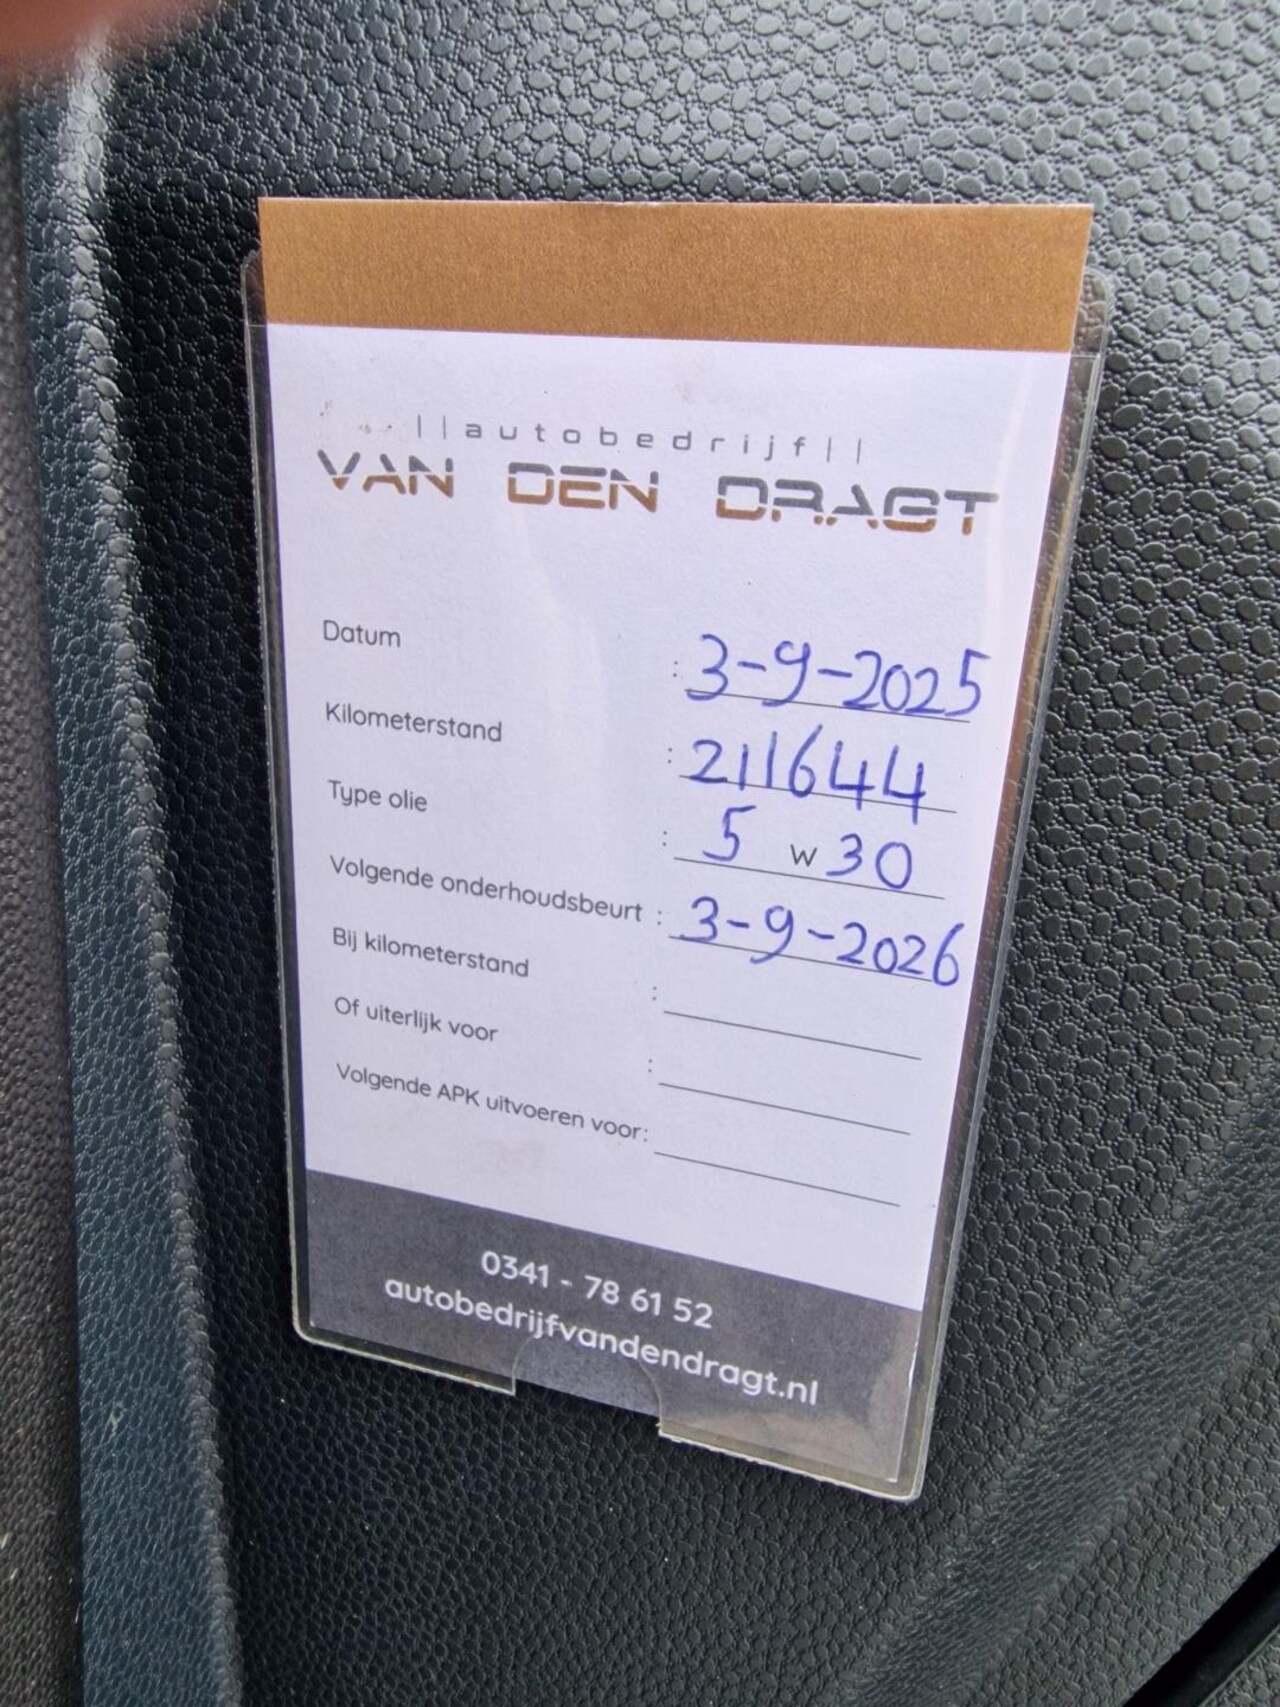 ||autobedrijf||
VAN DEN DRAGT
Datum : 3-9-2025
Kilometerstand : 211644
Type olie : 5 w 30
Volgende onderhoudsbeurt : 3-9-2026
Bij kilometerstand :
Of uiterlijk voor :
Volgende APK uitvoeren voor:
0341 - 78 61 52
autobedrijfvandendragt.nl